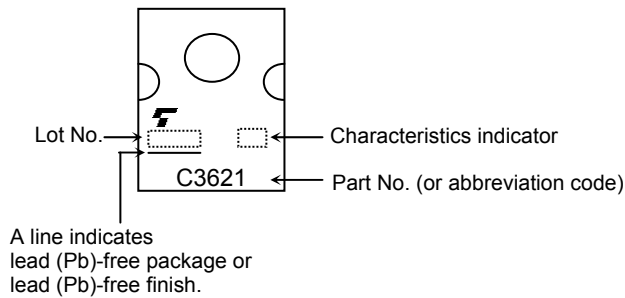 Lot No.
Characteristics indicator
C3621
Part No. (or abbreviation code)
A line indicates
lead (Pb)-free package or
lead (Pb)-free finish.